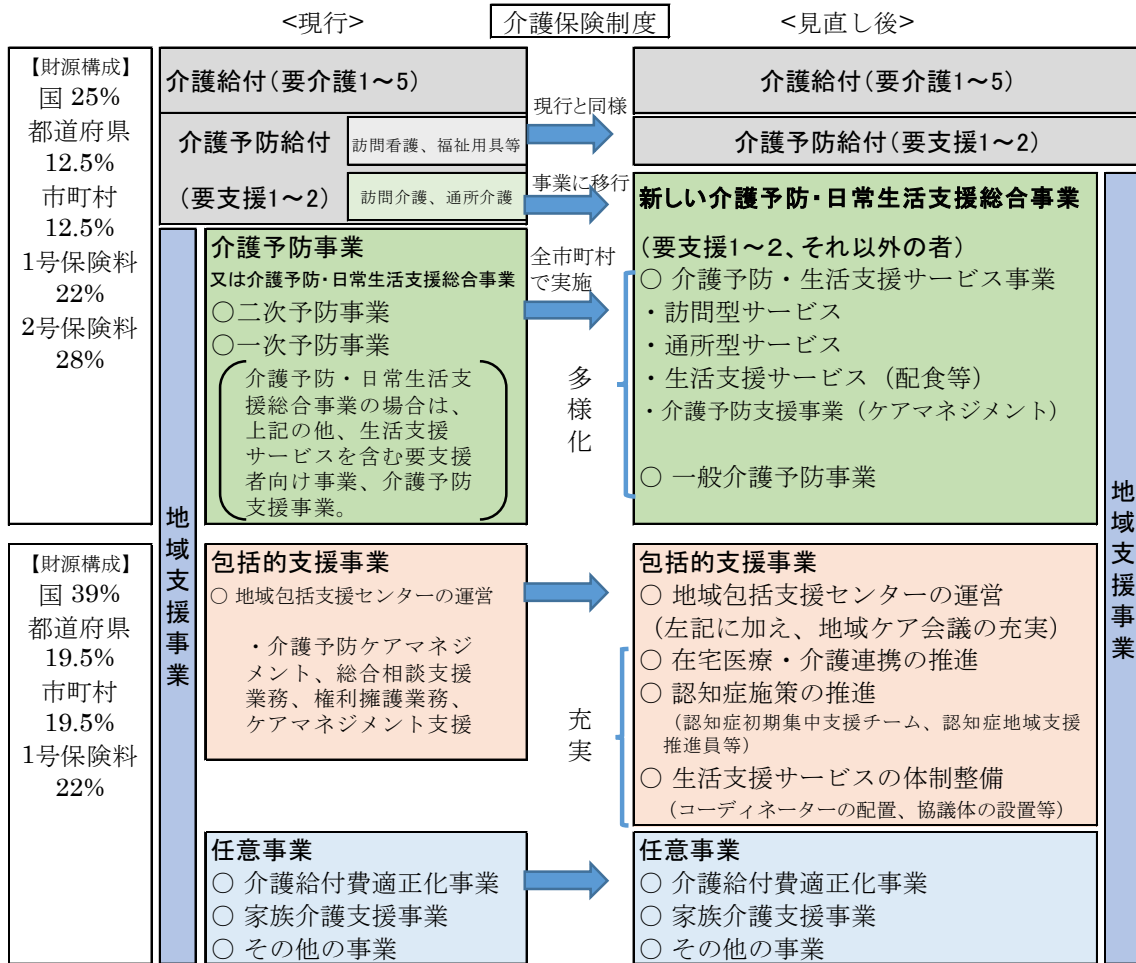 <現行>
介護保険制度
<見直し後>
【財源構成】
国 25%
都道府県
12.5%
市町村
12.5%
1号保険料
22%
2号保険料
28%
介護給付(要介護1～5)
介護予防給付
訪問看護、福祉用具等
(要支援1～2)
訪問介護、通所介護
現行と同様
事業に移行
全市町村
で実施
多様化
介護給付(要介護1～5)
介護予防給付(要支援1～2)
介護予防事業
又は介護予防・日常生活支援総合事業
○二次予防事業
○一次予防事業
介護予防・日常生活支
援総合事業の場合は、
上記の他、生活支援
サービスを含む要支援
者向け事業、介護予防
支援事業。
新しい介護予防・日常生活支援総合事業
(要支援1～2、それ以外の者)
○ 介護予防・生活支援サービス事業
・訪問型サービス
・通所型サービス
・生活支援サービス（配食等）
・介護予防支援事業（ケアマネジメント）
○ 一般介護予防事業
地域支援事業
【財源構成】
国 39%
都道府県
19.5%
市町村
19.5%
1号保険料
22%
包括的支援事業
○ 地域包括支援センターの運営
・介護予防ケアマネジ
メント、総合相談支援
業務、権利擁護業務、
ケアマネジメント支援
充実
包括的支援事業
○ 地域包括支援センターの運営
（左記に加え、地域ケア会議の充実）
○ 在宅医療・介護連携の推進
○ 認知症施策の推進
（認知症初期集中支援チーム、認知症地域支援
推進員等）
○ 生活支援サービスの体制整備
（コーディネーターの配置、協議体の設置等）
地域支援事業
任意事業
○ 介護給付費適正化事業
○ 家族介護支援事業
○ その他の事業
任意事業
○ 介護給付費適正化事業
○ 家族介護支援事業
○ その他の事業